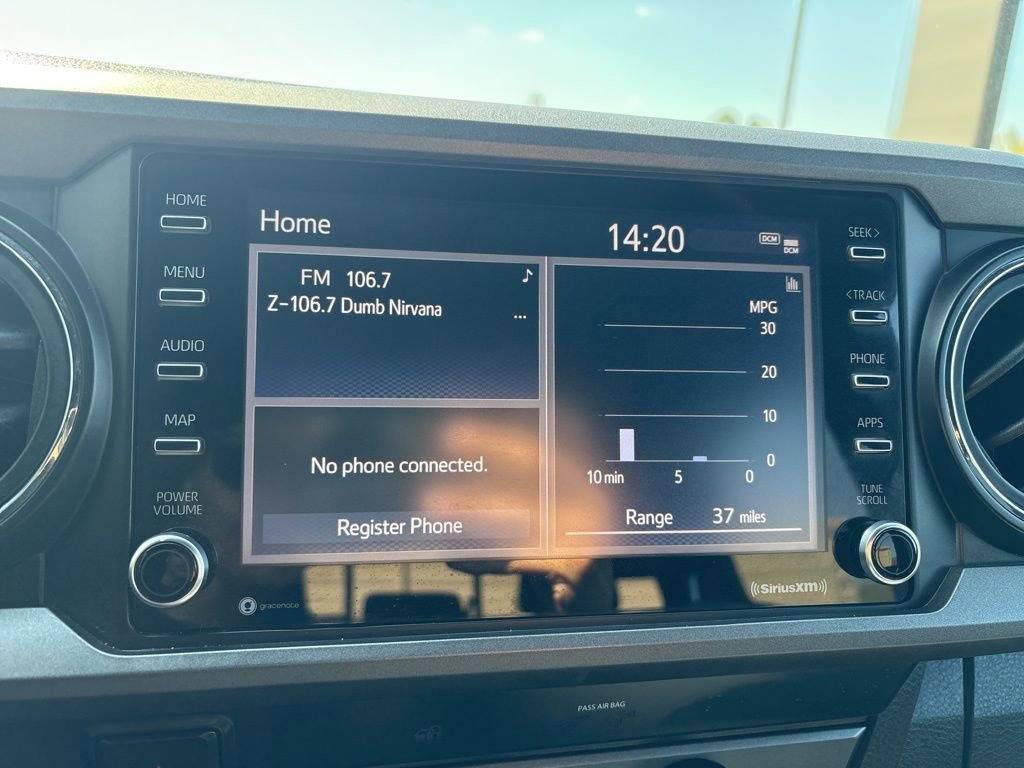 HOME
MENU
AUDIO
MAP
POWER
VOLUME
Home
14:20
DCM
DCM
FM 106.7
Z-106.7 Dumb Nirvana
...
No phone connected.
Register Phone
MPG
30
20
10
0
10 min 5 0
Range 37 miles
SEEK >
< TRACK
PHONE
APPS
TUNE
SCROLL
gracenote
SiriusXM
PASS AIR BAG